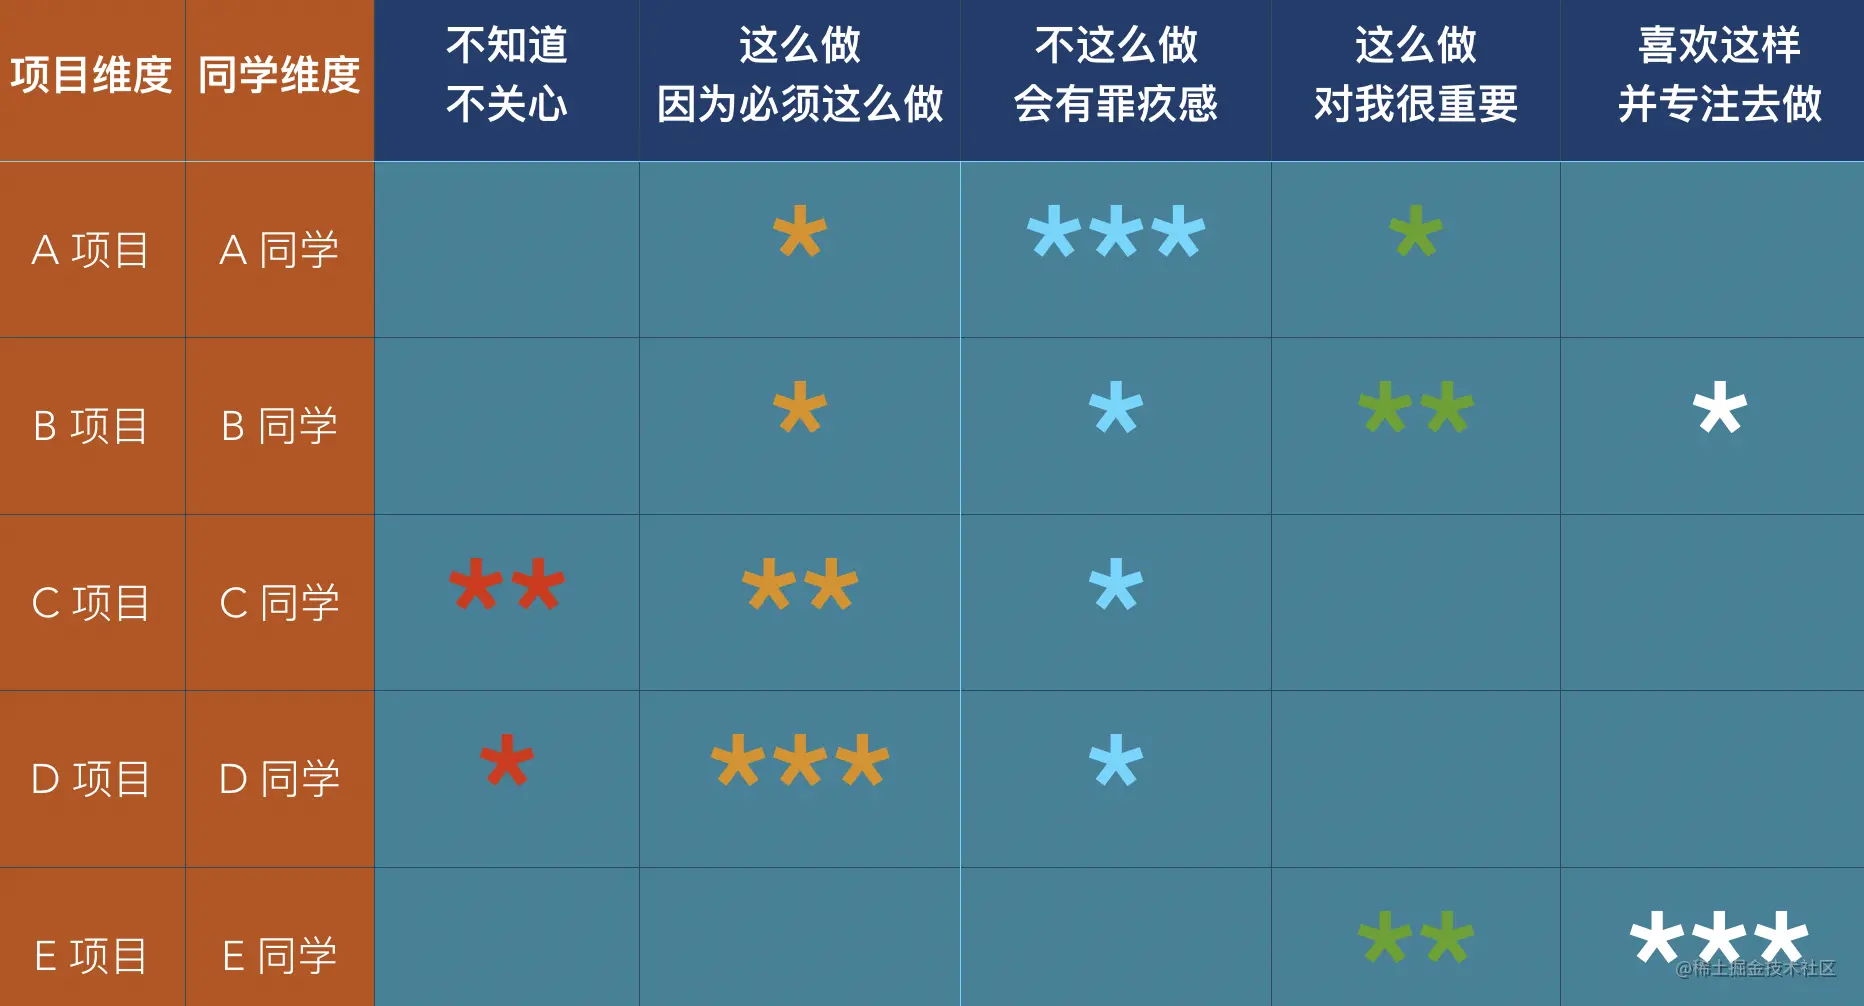 项目维度 同学维度 不知道 这么做 不这么做 这么做 喜欢这样
不关心 因为必须这么做 会有罪疚感 对我很重要 并专注去做
A 项目 A 同学 * *** *
B 项目 B 同学 * * ** *
C 项目 C 同学 ** ** *
D 项目 D 同学 * *** *
E 项目 E 同学 ** ***
@稀土掘金技术社区